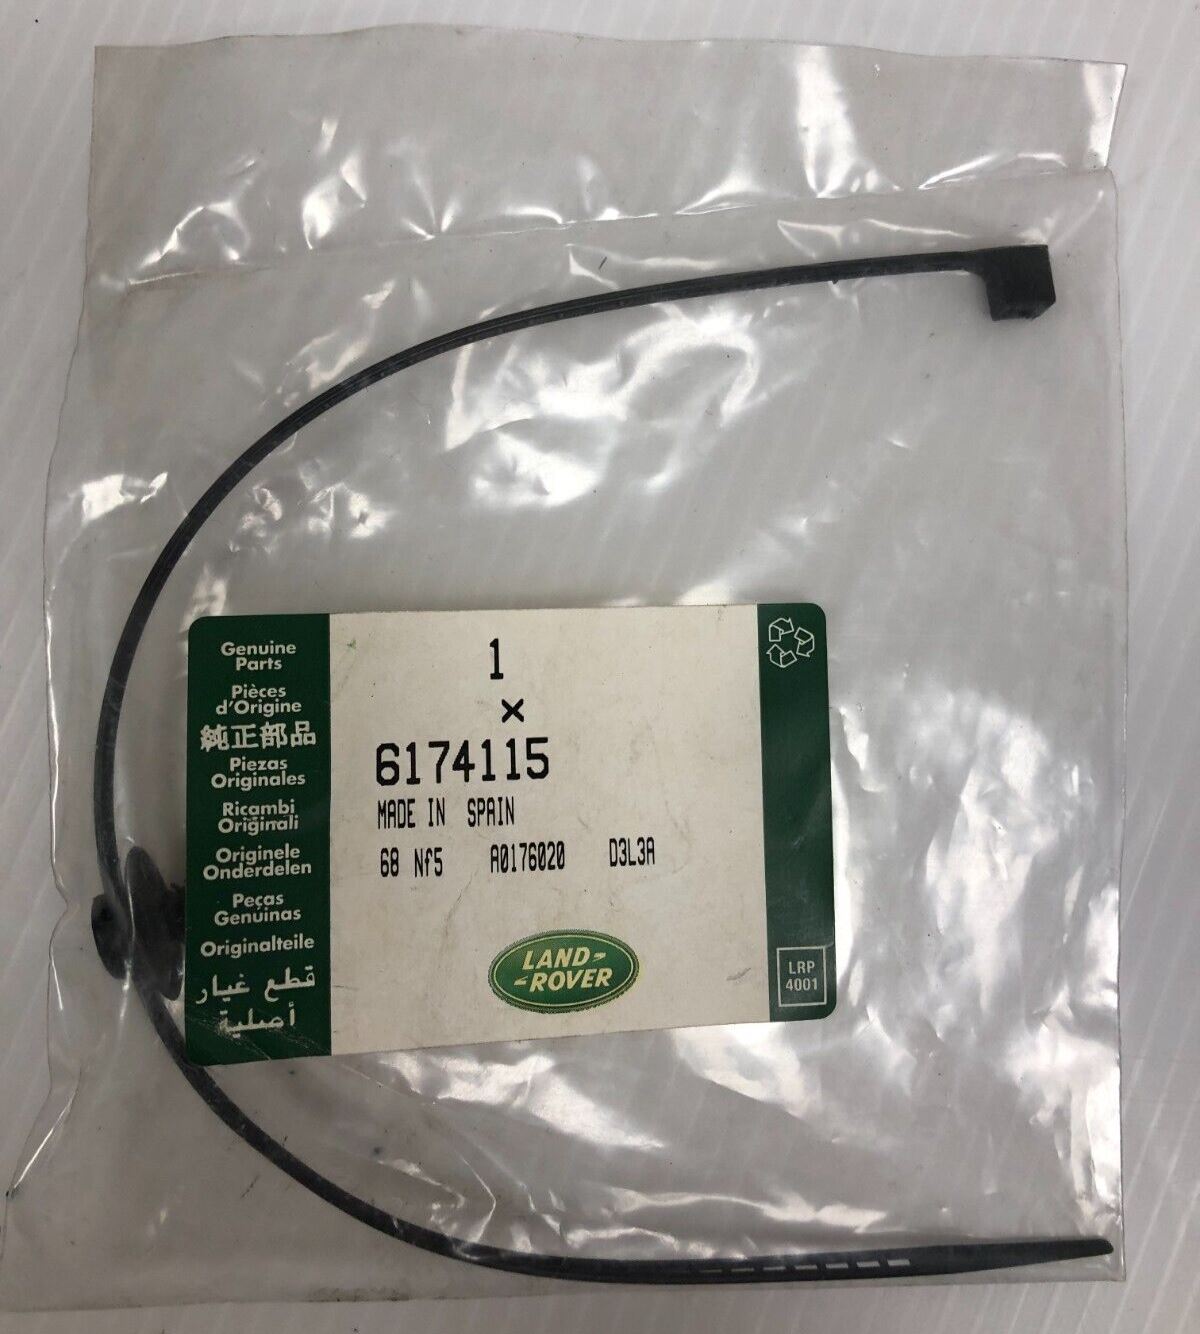 Genuine
Parts
Pièces
d'Origine
純正部品
Piezas
Originales
Ricambi
Originali
Originele
Onderdelen
Peças
Genúinas
Originalteile
قطع غيار
أصلية
1
×
6174115
MADE IN SPAIN
68 Nf5 A0176020 D3L3A
LAND-
-ROVER
LRP
4001